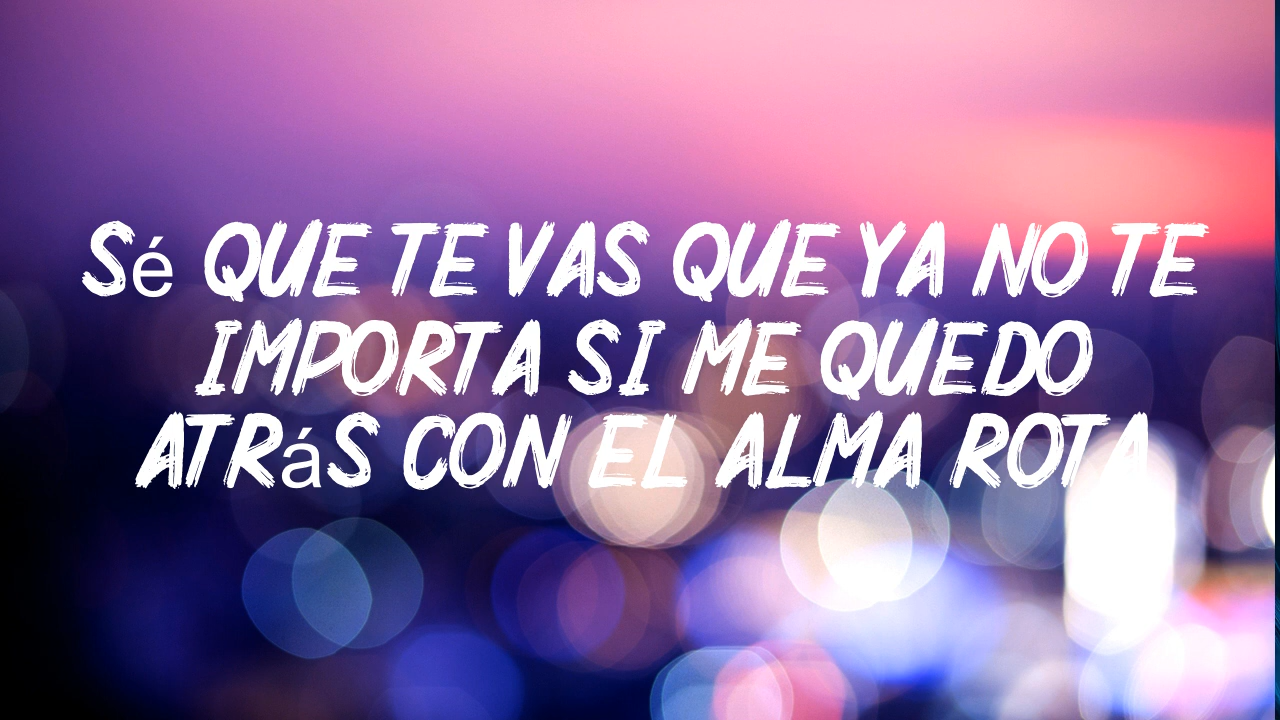 Sé QUE TE VAS QUE YA NO TE
IMPORTA SI ME QUEDO
ATRáS CON EL ALMA ROTA